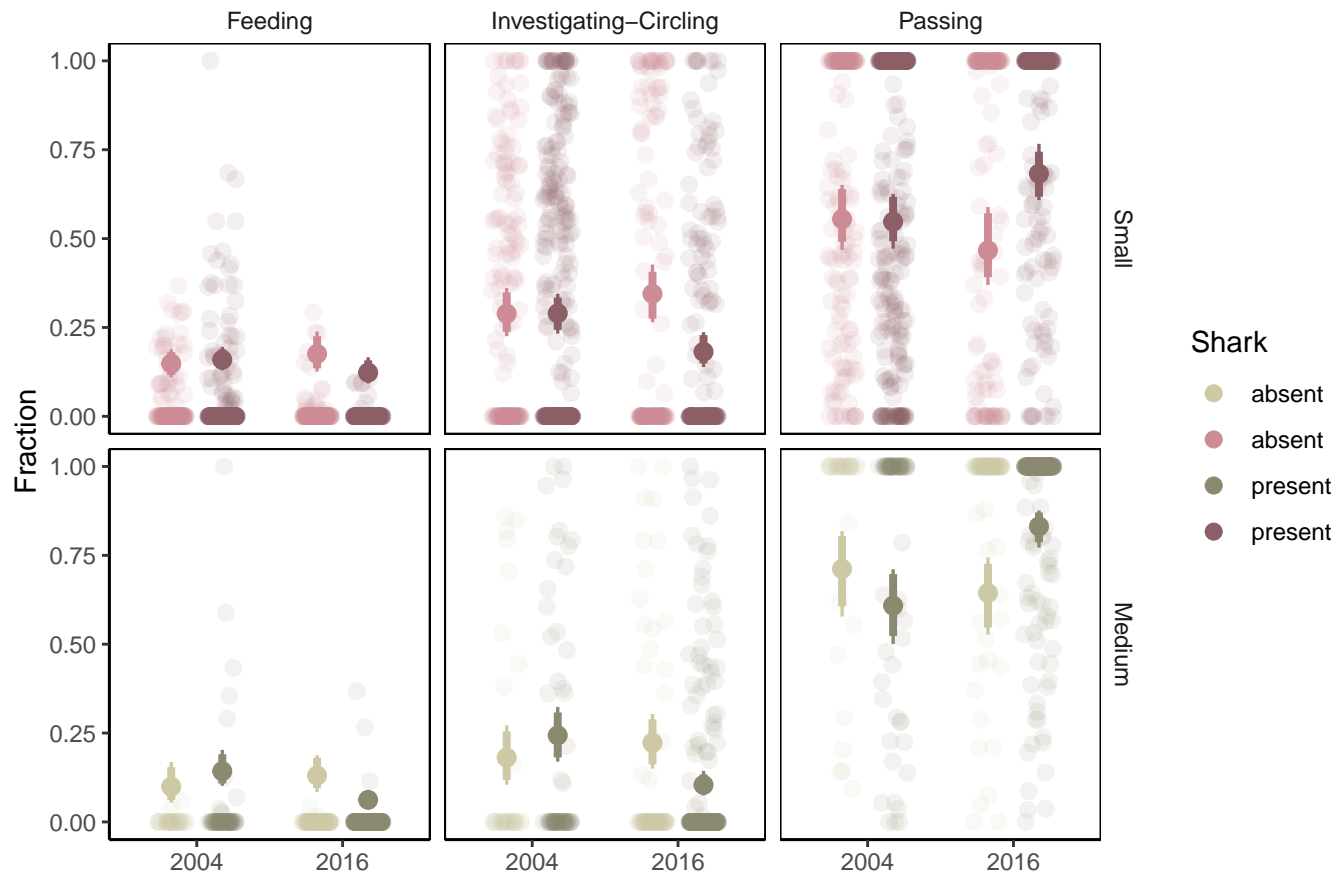 Feeding
Investigating−Circling
Passing
1.00
0.75
0.50
0.25
0.00
Small
1.00
0.75
0.50
0.25
0.00
Medium
Fraction
2004
2016
2004
2016
2004
2016
Shark
absent
absent
present
present